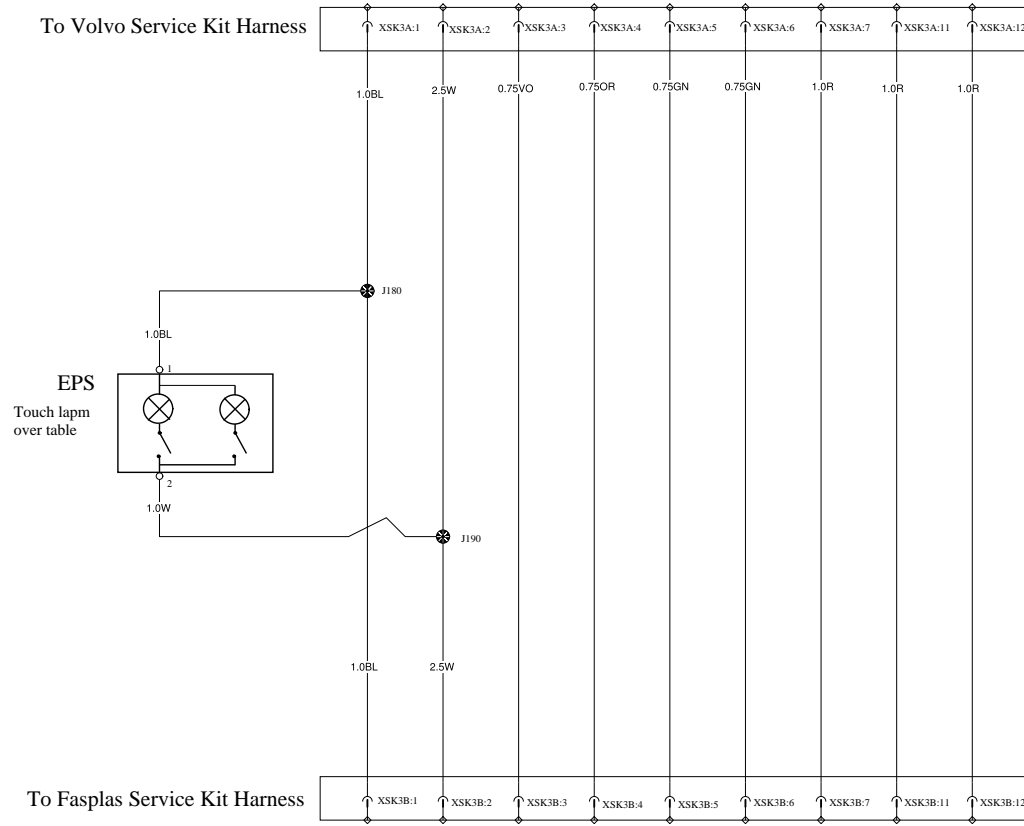 To Volvo Service Kit Harness
XSK3A:1 XSK3A:2 XSK3A:3 XSK3A:4 XSK3A:5 XSK3A:6 XSK3A:7 XSK3A:11 XSK3A:12
1.0BL 2.5W 0.75VO 0.75OR 0.75GN 0.75GN 1.0R 1.0R 1.0R
J180
1.0BL
1
EPS
Touch lapm
over table
2
1.0W
J190
1.0BL 2.5W
To Fasplas Service Kit Harness
XSK3B:1 XSK3B:2 XSK3B:3 XSK3B:4 XSK3B:5 XSK3B:6 XSK3B:7 XSK3B:11 XSK3B:12